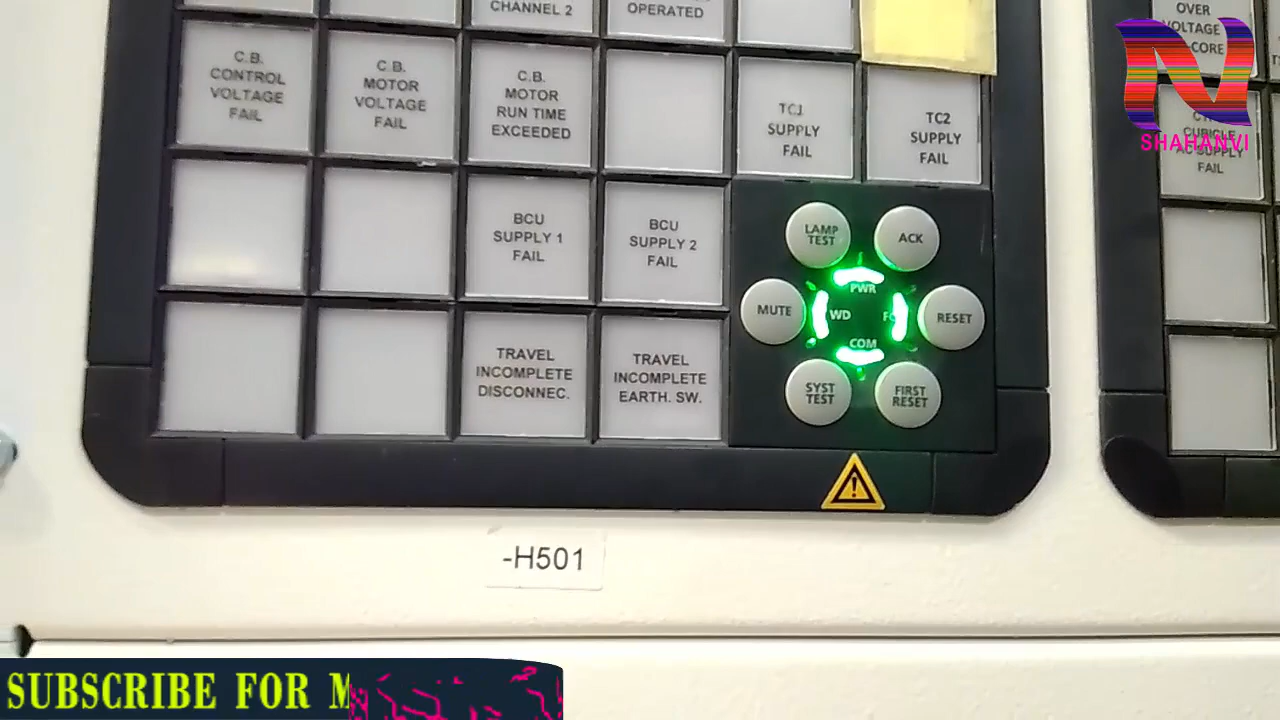 CHANNEL 2
OPERATED
C.B.
CONTROL
VOLTAGE
FAIL
C.B.
MOTOR
VOLTAGE
FAIL
C.B.
MOTOR
RUN TIME
EXCEEDED
TC1
SUPPLY
FAIL
TC2
SUPPLY
FAIL
BCU
SUPPLY 1
FAIL
BCU
SUPPLY 2
FAIL
TRAVEL
INCOMPLETE
DISCONNEC.
TRAVEL
INCOMPLETE
EARTH. SW.
LAMP
TEST
ACK
MUTE
PWR
WD
COM
RESET
SYST
TEST
FIRST
RESET
-H501
OVER
VOLTAGE
CORE
CUBICLE
AC SUPPLY
FAIL
N
SHAHANVI
SUBSCRIBE FOR M